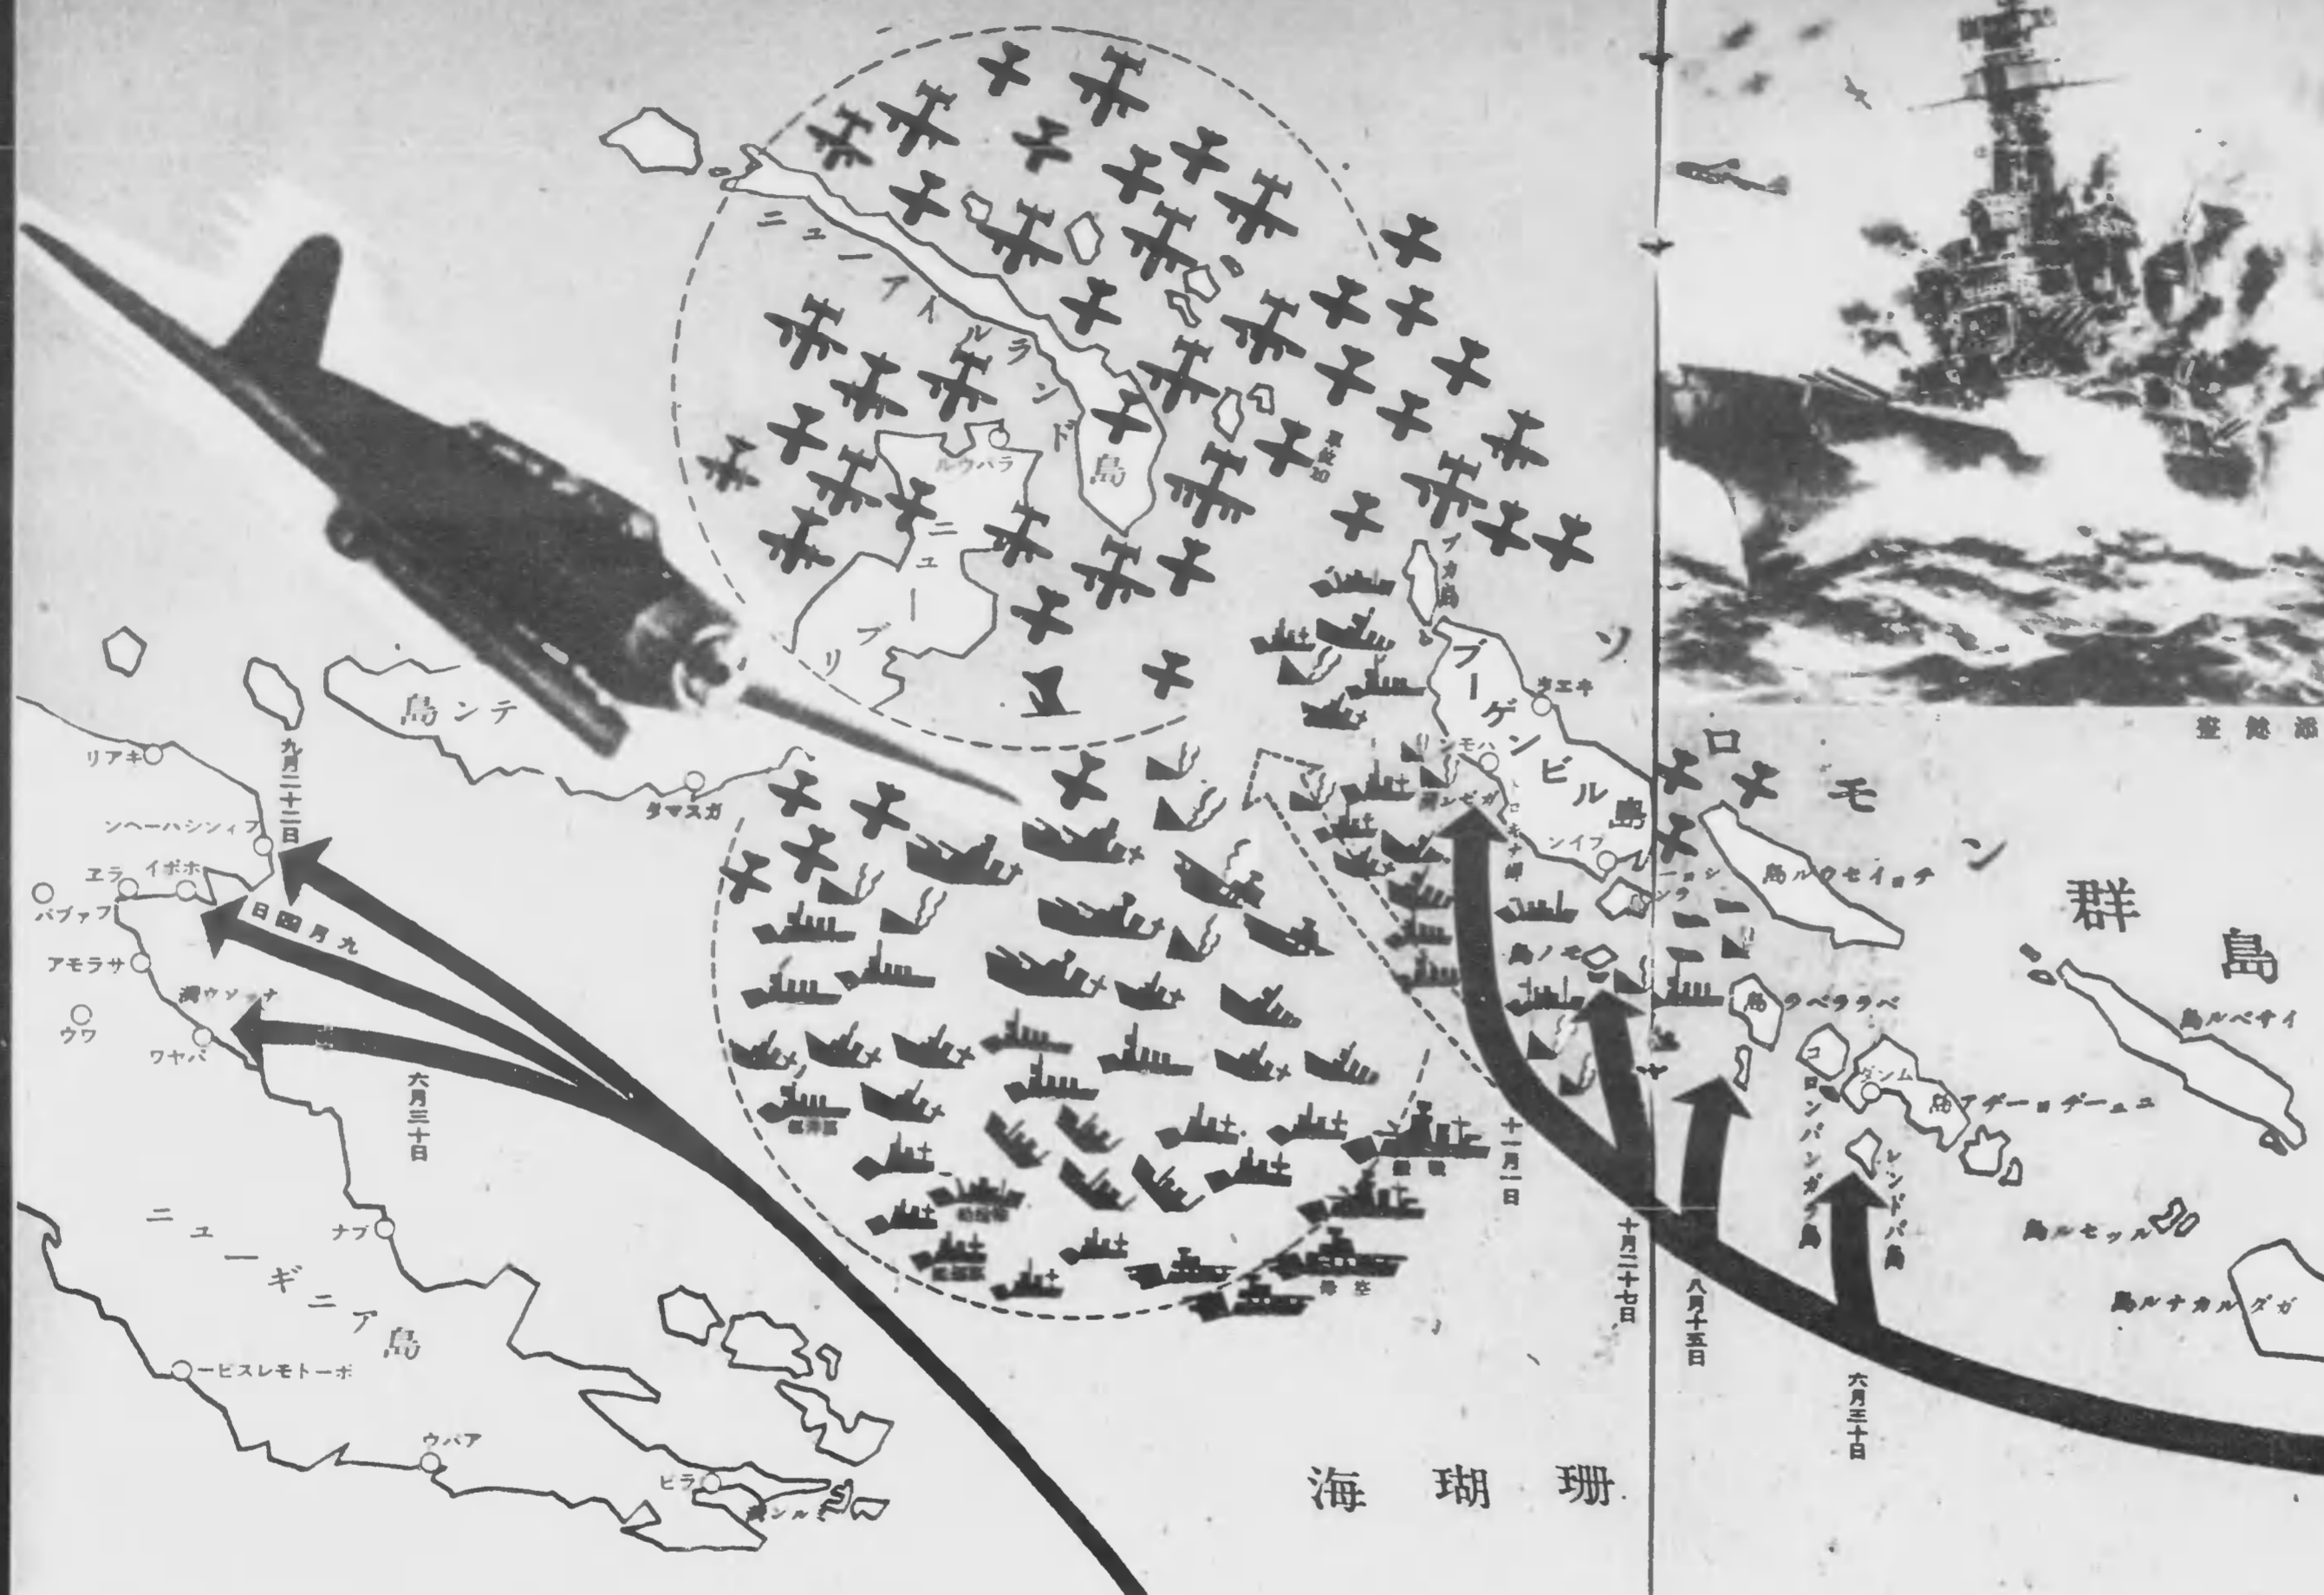 ニューアイルランド島
ラバウル
ニューブリ
テン島
ガスマタ
キアリ
フィンシハーヘン
ホポイ
ラヱ
サラモア
ナッソウ湾
ワウ
バヤワ
ブナ
ニューギニア島
ポートモレスビー
アバウ
ラビ
ミルン湾
九月二十二日
九月四日
六月三十日
ブカ島
ブーゲンビル島
キエタ
ブイン
トロキナ岬
モノ島
ソロモン群島
チョイセウル島
ベララベラ島
コロンバンガラ島
ムンダ
ニュージョージア島
レンドバ島
イサベル島
ルッセル島
ガダルカナル島
戦艦
空母
十一月一日
十月二十七日
八月十五日
六月三十日
珊瑚海